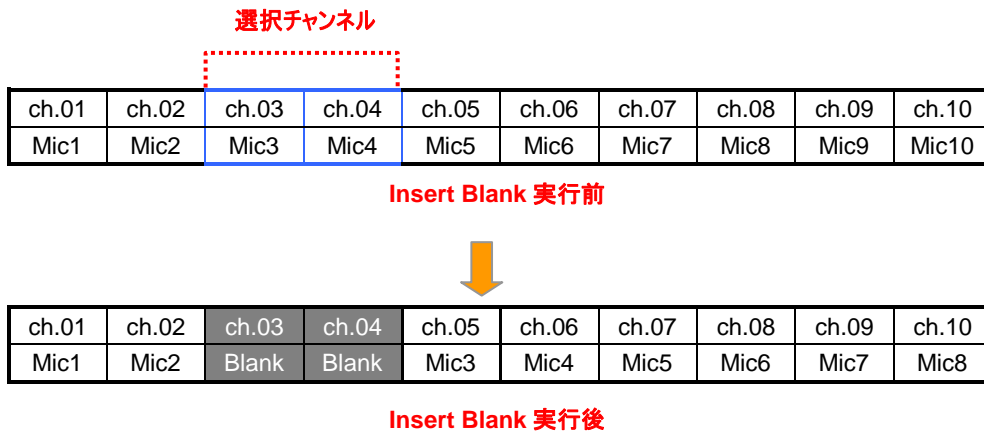 選択チャンネル
ch.01 ch.02 ch.03 ch.04 ch.05 ch.06 ch.07 ch.08 ch.09 ch.10
Mic1 Mic2 Mic3 Mic4 Mic5 Mic6 Mic7 Mic8 Mic9 Mic10
Insert Blank 実行前
ch.01 ch.02 ch.03 ch.04 ch.05 ch.06 ch.07 ch.08 ch.09 ch.10
Mic1 Mic2 Blank Blank Mic3 Mic4 Mic5 Mic6 Mic7 Mic8
Insert Blank 実行後